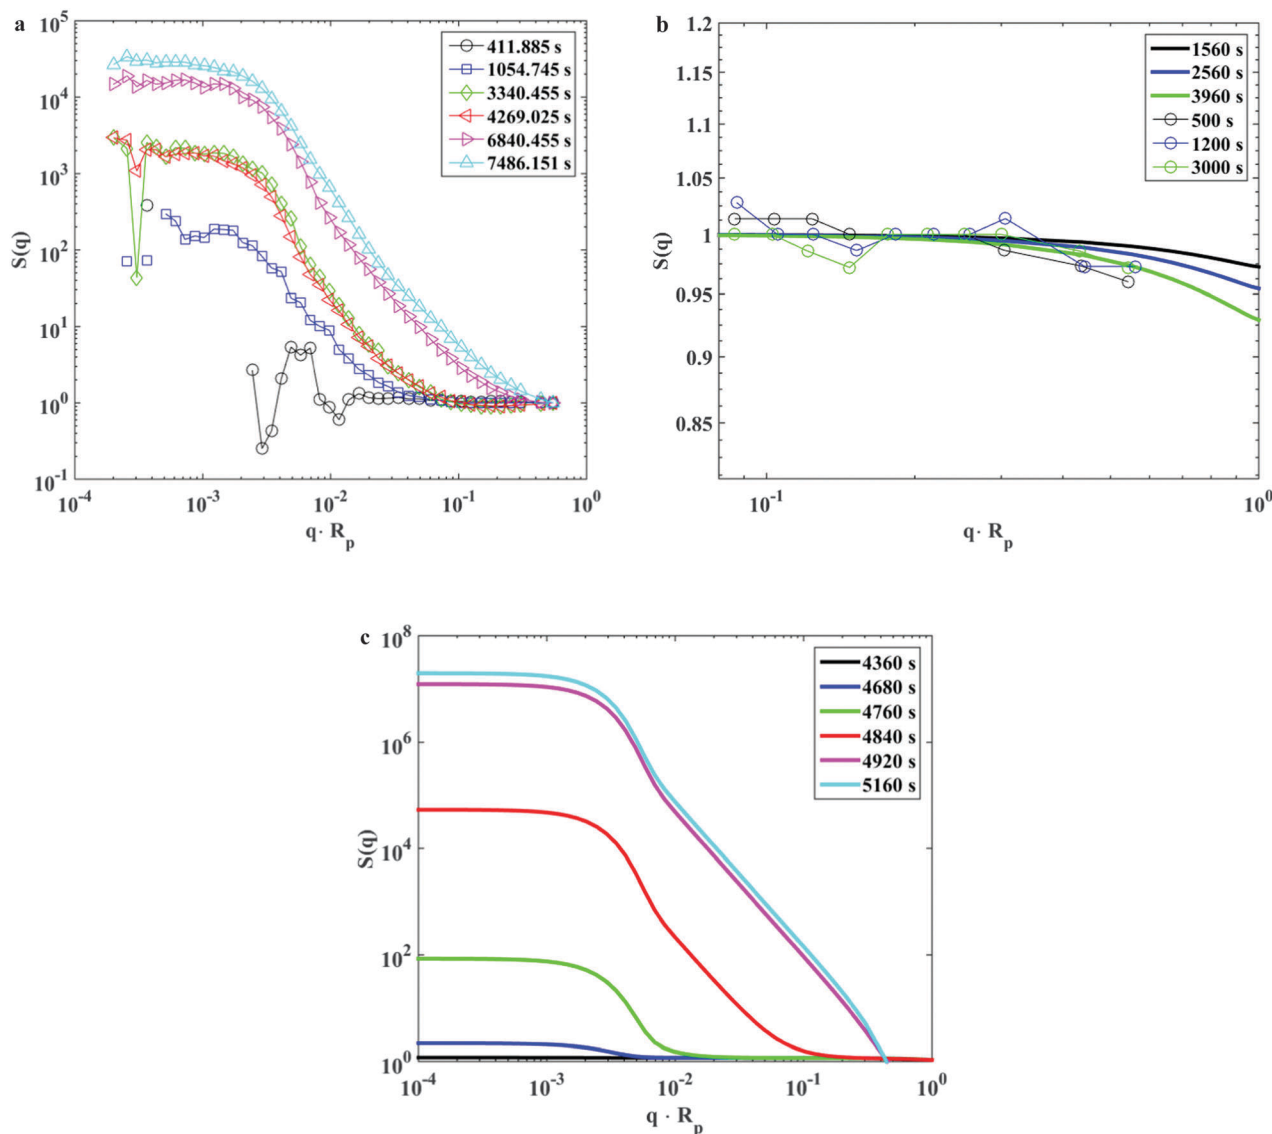 a
10^5
10^4
10^3
10^2
10^1
10^0
10^-1
S(q)
10^-4 10^-3 10^-2 10^-1 10^0
q· R_p
411.885 s
1054.745 s
3340.455 s
4269.025 s
6840.455 s
7486.151 s
b
1.2
1.15
1.1
1.05
1
0.95
0.9
0.85
S(q)
10^-1 10^0
q· R_p
1560 s
2560 s
3960 s
500 s
1200 s
3000 s
c
10^8
10^6
10^4
10^2
10^0
S(q)
10^-4 10^-3 10^-2 10^-1 10^0
q · R_p
4360 s
4680 s
4760 s
4840 s
4920 s
5160 s